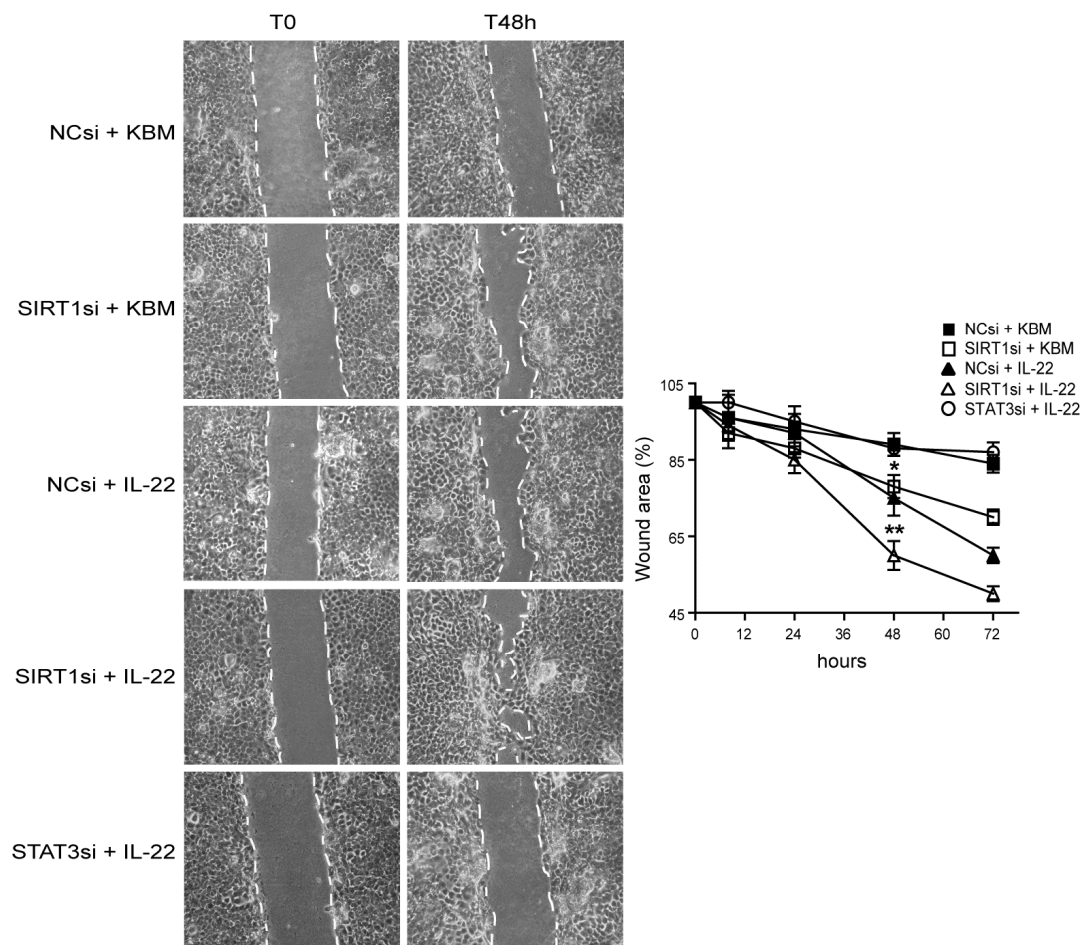 T0 T48h
NCsi + KBM
SIRT1si + KBM
NCsi + IL-22
SIRT1si + IL-22
STAT3si + IL-22
NCsi + KBM
SIRT1si + KBM
NCsi + IL-22
SIRT1si + IL-22
STAT3si + IL-22
105
85
65
45
Wound area (%)
*
**
0 12 24 36 48 60 72
hours